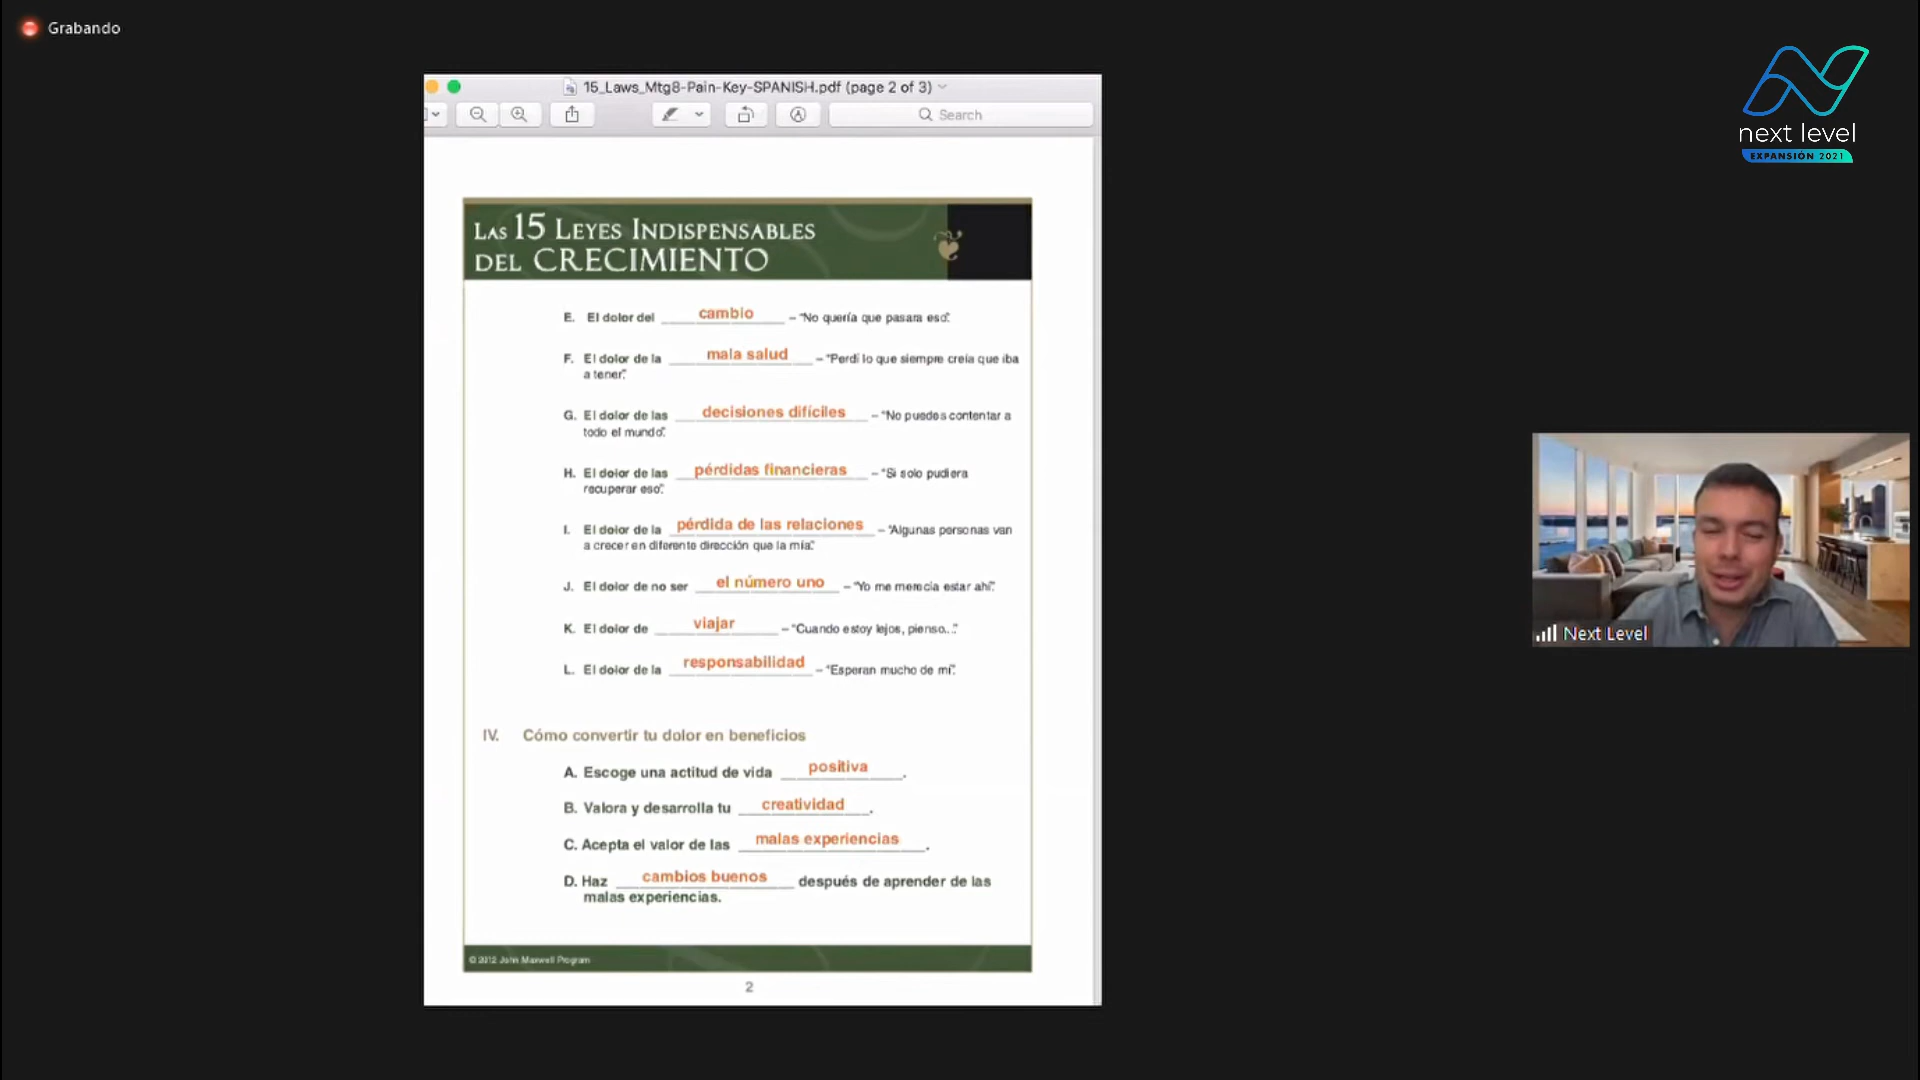 Grabando
next level
EXPANSIÓN 2021
15_Laws_Mtg8-Pain-Key-SPANISH.pdf (page 2 of 3)
Search
LAS 15 LEYES INDISPENSABLES
DEL CRECIMIENTO
E. El dolor del cambio – "No quería que pasara eso".
F. El dolor de la mala salud – "Perdí lo que siempre creía que iba
a tener".
G. El dolor de las decisiones difíciles – "No puedes contentar a
todo el mundo".
H. El dolor de las pérdidas financieras – "Si solo pudiera
recuperar eso".
I. El dolor de la pérdida de las relaciones – "Algunas personas van
a crecer en diferente dirección que la mía".
J. El dolor de no ser el número uno – "Yo me merecía estar ahí".
K. El dolor de viajar – "Cuando estoy lejos, pienso..."
L. El dolor de la responsabilidad – "Esperan mucho de mí".
IV. Cómo convertir tu dolor en beneficios
A. Escoge una actitud de vida positiva.
B. Valora y desarrolla tu creatividad.
C. Acepta el valor de las malas experiencias.
D. Haz cambios buenos después de aprender de las
malas experiencias.
© 2012 John Maxwell Program
2
Next Level